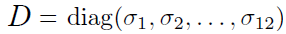 D = diag(σ₁, σ₂, . . . , σ₁₂)